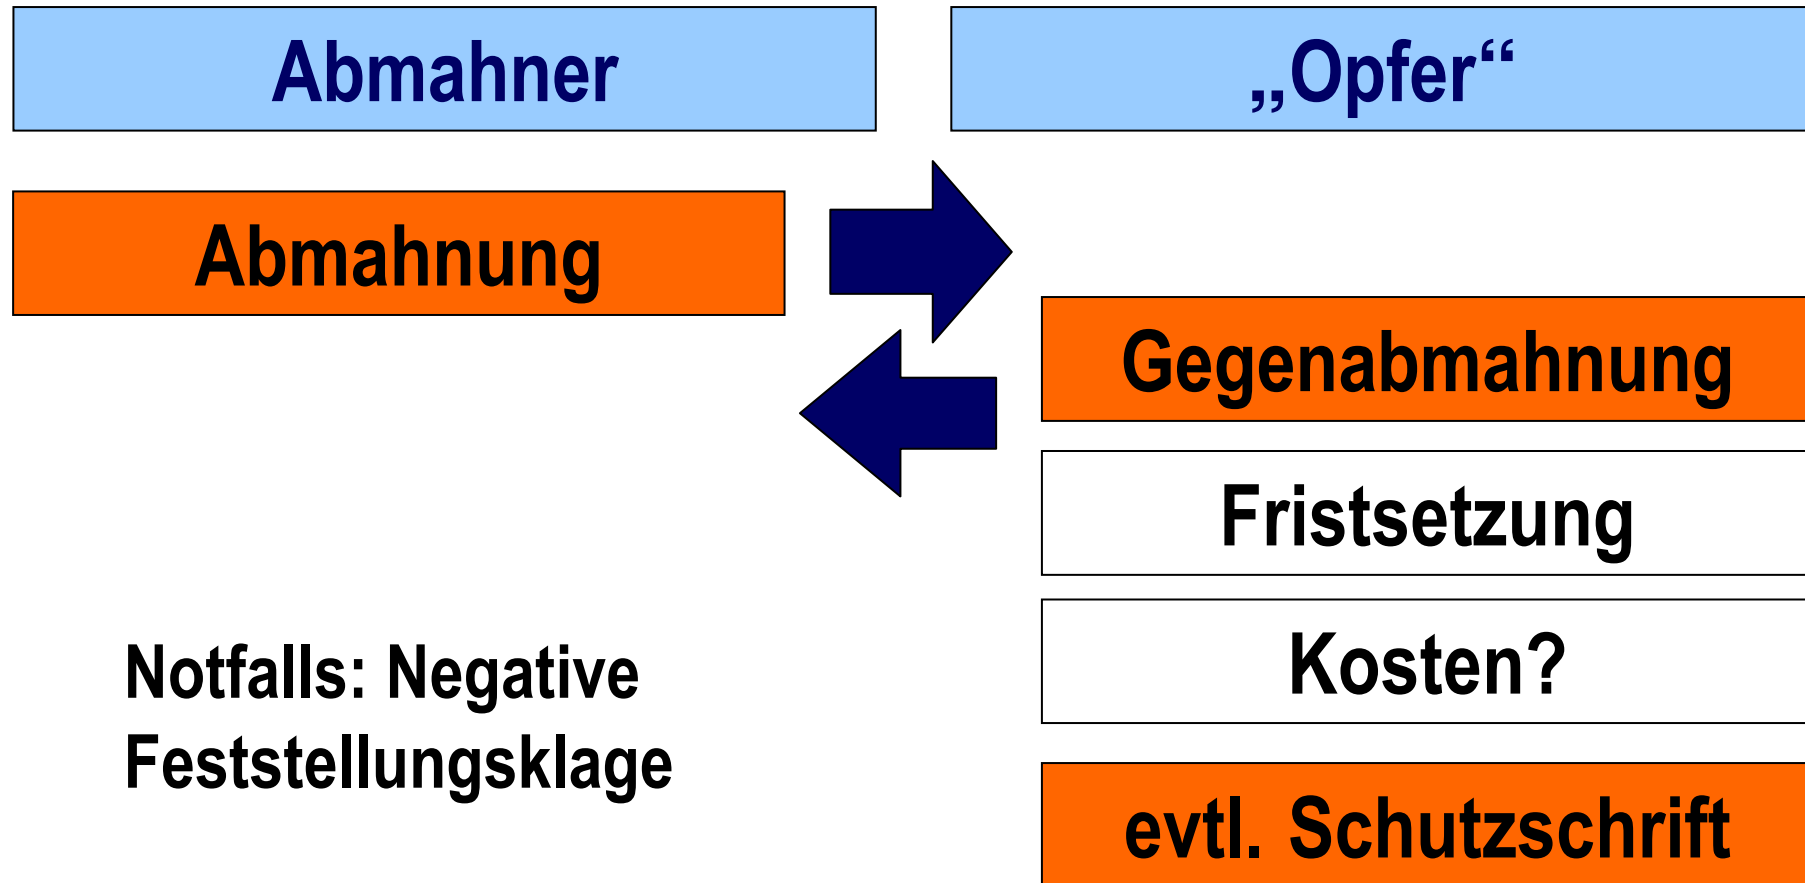 Abmahner
„Opfer“
Abmahnung
Gegenabmahnung
Fristsetzung
Kosten?
Notfalls: Negative
Feststellungsklage
evtl. Schutzschrift